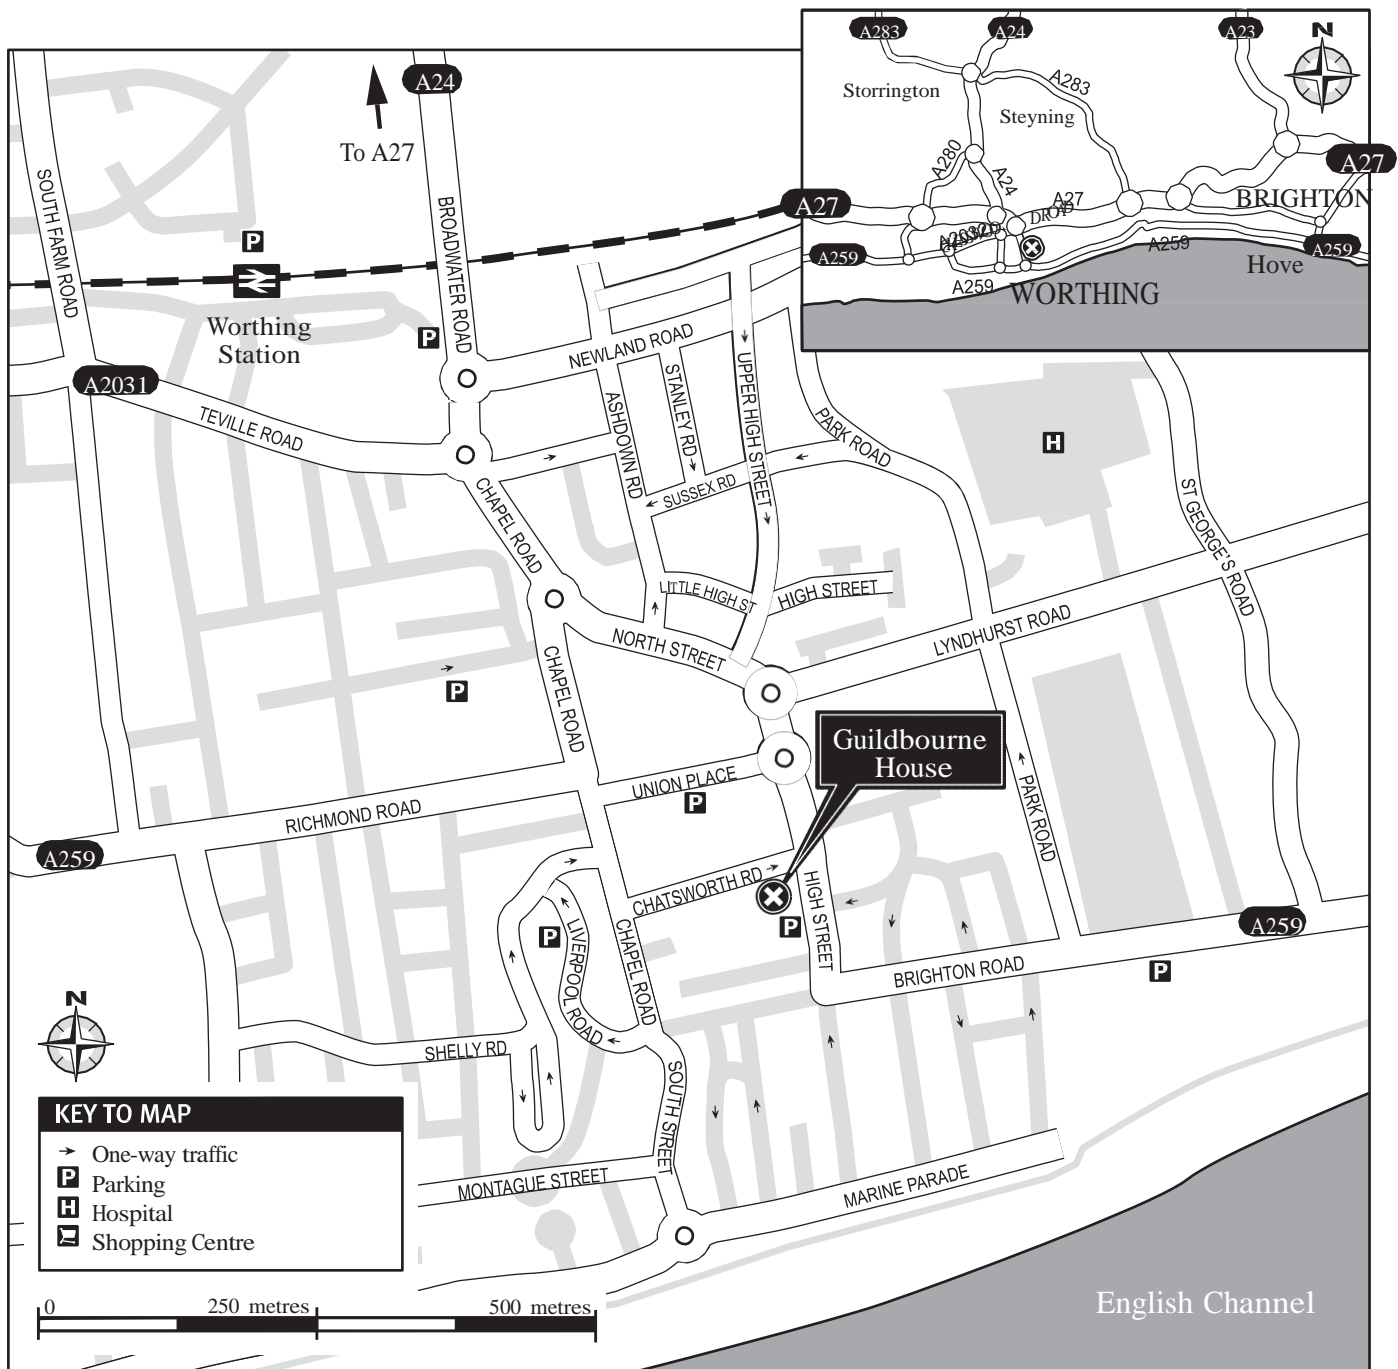 A283
A24
A23
N
Storrington
A283
Steyning
A280
A24
A27
A27
BRIGHTON
A259
A259
A259
A259
Hove
WORTHING
A24
To A27
A27
SOUTH FARM ROAD
BROADWATER ROAD
P
Worthing
Station
P
NEWLAND ROAD
A2031
TEVILLE ROAD
ASHDOWN RD
STANLEY RD
UPPER HIGH STREET
PARK ROAD
H
SUSSEX RD
CHAPEL ROAD
ST GEORGE'S ROAD
LITTLE HIGH ST
HIGH STREET
NORTH STREET
LYNDHURST ROAD
CHAPEL ROAD
P
Guildbourne
House
UNION PLACE
P
RICHMOND ROAD
PARK ROAD
A259
CHATSWORTH RD
HIGH STREET
P
P
LIVERPOOL ROAD
CHAPEL ROAD
A259
BRIGHTON ROAD
P
N
SHELLY RD
SOUTH STREET
MONTAGUE STREET
MARINE PARADE
KEY TO MAP
One-way traffic
P Parking
H Hospital
Shopping Centre
0 250 metres 500 metres
English Channel